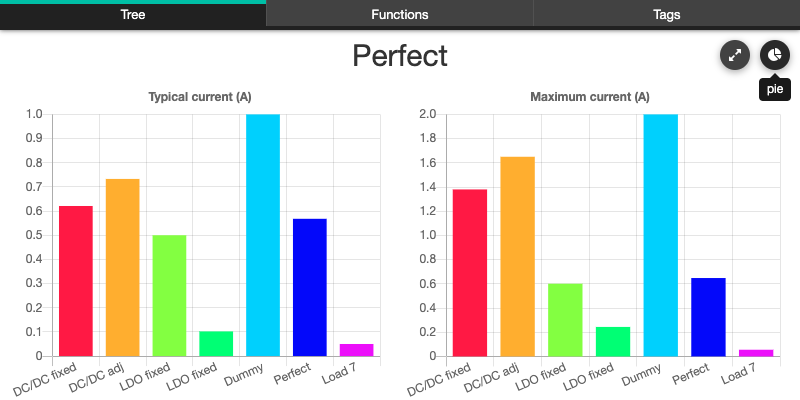 Tree
Functions
Tags
Perfect
pie
Typical current (A)
1.0
0.9
0.8
0.7
0.6
0.5
0.4
0.3
0.2
0.1
0
DC/DC fixed
DC/DC adj
LDO fixed
LDO fixed
Dummy
Perfect
Load 7
Maximum current (A)
2.0
1.8
1.6
1.4
1.2
1.0
0.8
0.6
0.4
0.2
0
DC/DC fixed
DC/DC adj
LDO fixed
LDO fixed
Dummy
Perfect
Load 7